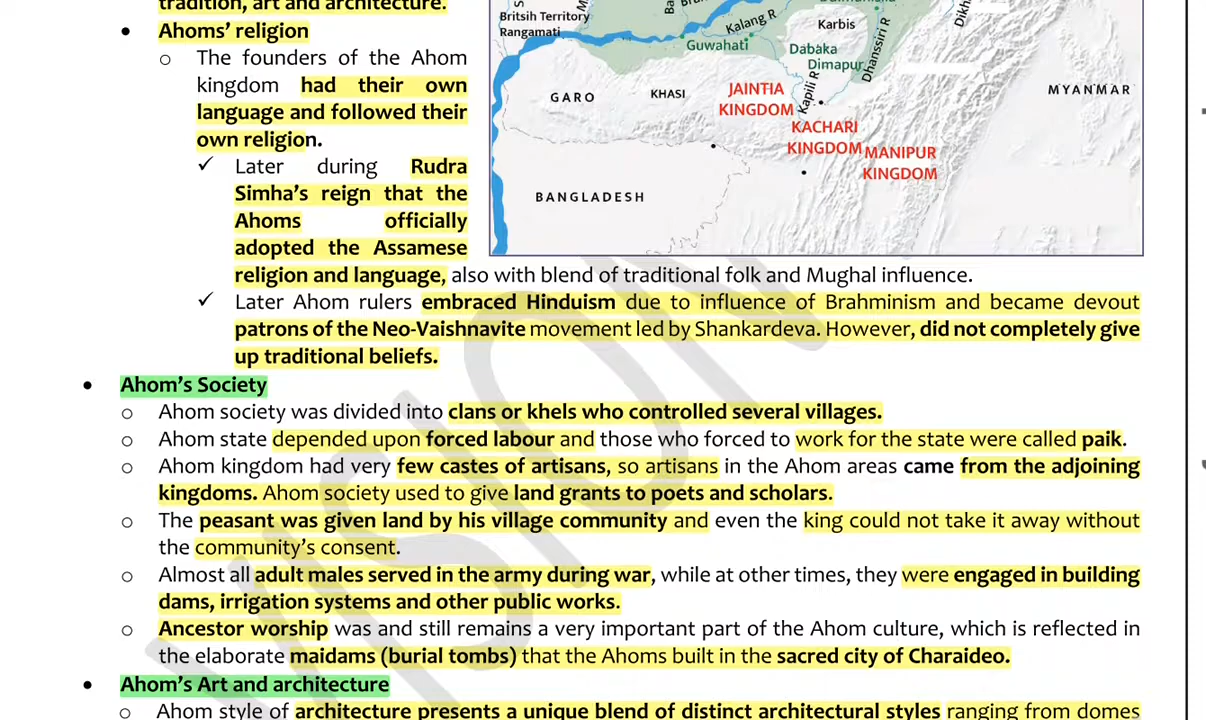 tradition, art and architecture.
• Ahoms' religion
o The founders of the Ahom
kingdom had their own
language and followed their
own religion.
✓ Later during Rudra
Simha's reign that the
Ahoms officially
adopted the Assamese
religion and language, also with blend of traditional folk and Mughal influence.
✓ Later Ahom rulers embraced Hinduism due to influence of Brahminism and became devout
patrons of the Neo-Vaishnavite movement led by Shankardeva. However, did not completely give
up traditional beliefs.
Britsih Territory
Rangamati
Kalang R
Guwahati
Karbis
Dabaka
Dimapur
Dhanssiri R
Kapili R
GARO
KHASI
JAINTIA
KINGDOM
KACHARI
KINGDOM
MANIPUR
KINGDOM
MYANMAR
BANGLADESH
• Ahom's Society
o Ahom society was divided into clans or khels who controlled several villages.
o Ahom state depended upon forced labour and those who forced to work for the state were called paik.
o Ahom kingdom had very few castes of artisans, so artisans in the Ahom areas came from the adjoining
kingdoms. Ahom society used to give land grants to poets and scholars.
o The peasant was given land by his village community and even the king could not take it away without
the community's consent.
o Almost all adult males served in the army during war, while at other times, they were engaged in building
dams, irrigation systems and other public works.
o Ancestor worship was and still remains a very important part of the Ahom culture, which is reflected in
the elaborate maidams (burial tombs) that the Ahoms built in the sacred city of Charaideo.
• Ahom's Art and architecture
o Ahom style of architecture presents a unique blend of distinct architectural styles ranging from domes
VISION